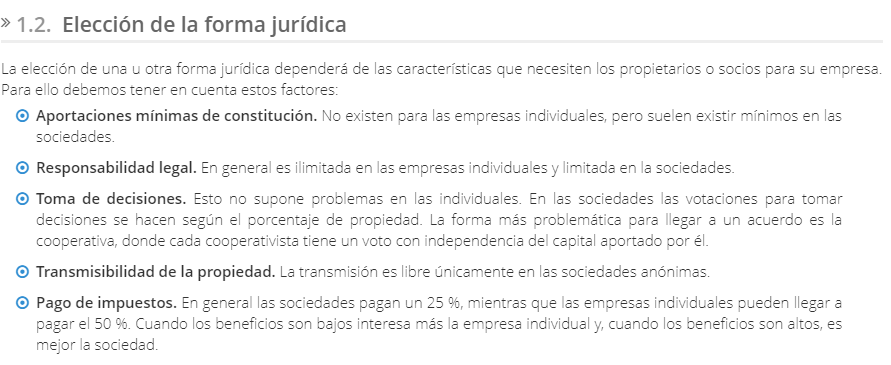 » 1.2. Elección de la forma jurídica
La elección de una u otra forma jurídica dependerá de las características que necesiten los propietarios o socios para su empresa.
Para ello debemos tener en cuenta estos factores:
Aportaciones mínimas de constitución. No existen para las empresas individuales, pero suelen existir mínimos en las
sociedades.
Responsabilidad legal. En general es ilimitada en las empresas individuales y limitada en la sociedades.
Toma de decisiones. Esto no supone problemas en las individuales. En las sociedades las votaciones para tomar
decisiones se hacen según el porcentaje de propiedad. La forma más problemática para llegar a un acuerdo es la
cooperativa, donde cada cooperativista tiene un voto con independencia del capital aportado por él.
Transmisibilidad de la propiedad. La transmisión es libre únicamente en las sociedades anónimas.
Pago de impuestos. En general las sociedades pagan un 25 %, mientras que las empresas individuales pueden llegar a
pagar el 50 %. Cuando los beneficios son bajos interesa más la empresa individual y, cuando los beneficios son altos, es
mejor la sociedad.